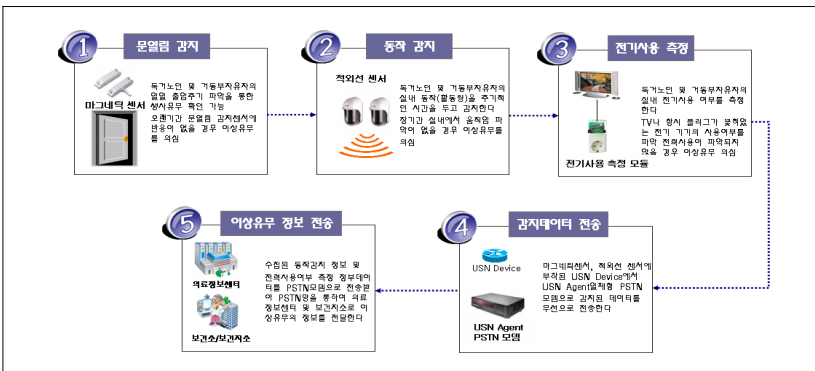 1 문열림 감지
마그네틱 센서
독거노인 및 거동부자유자의
일일 출입주기 파악을 통한
생사유무 확인 가능
오랜기간 문열림 감지센서에
반응이 없을 경우 이상유무
를 의심
2 동작 감지
적외선 센서
독거노인 및 거동부자유자의
실내 동작(활동량)을 주기적
인 시간을 두고 감지한다
장기간 실내에서 움직임 파
악이 없을 경우 이상유무를
의심
3 전기사용 측정
전기사용 측정 모듈
독거노인 및 거동부자유자의
실내 전기사용 여부를 측정
한다
TV나 항시 플러그가 꽂혀있
는 전기 기기의 사용여부를
파악 전력사용이 파악되지
않을 경우 이상유무 의심
4 감지데이터 전송
USN Device
USN Agent
PSTN 모뎀
마그네틱센서, 적외선 센서에
부착된 USN Device에서
USN Agent일체형 PSTN
모뎀으로 감지된 데이터를
무선으로 전송한다
5 이상유무 정보 전송
의료정보센터
보건소/보건지소
수집된 동작감지 정보 및
전력사용여부 측정 정부데이
터를 PSTN모뎀으로 전송받
아 PSTN망을 통하여 의료
정보센터 및 보건지소로 이
상유무의 정보를 전달한다